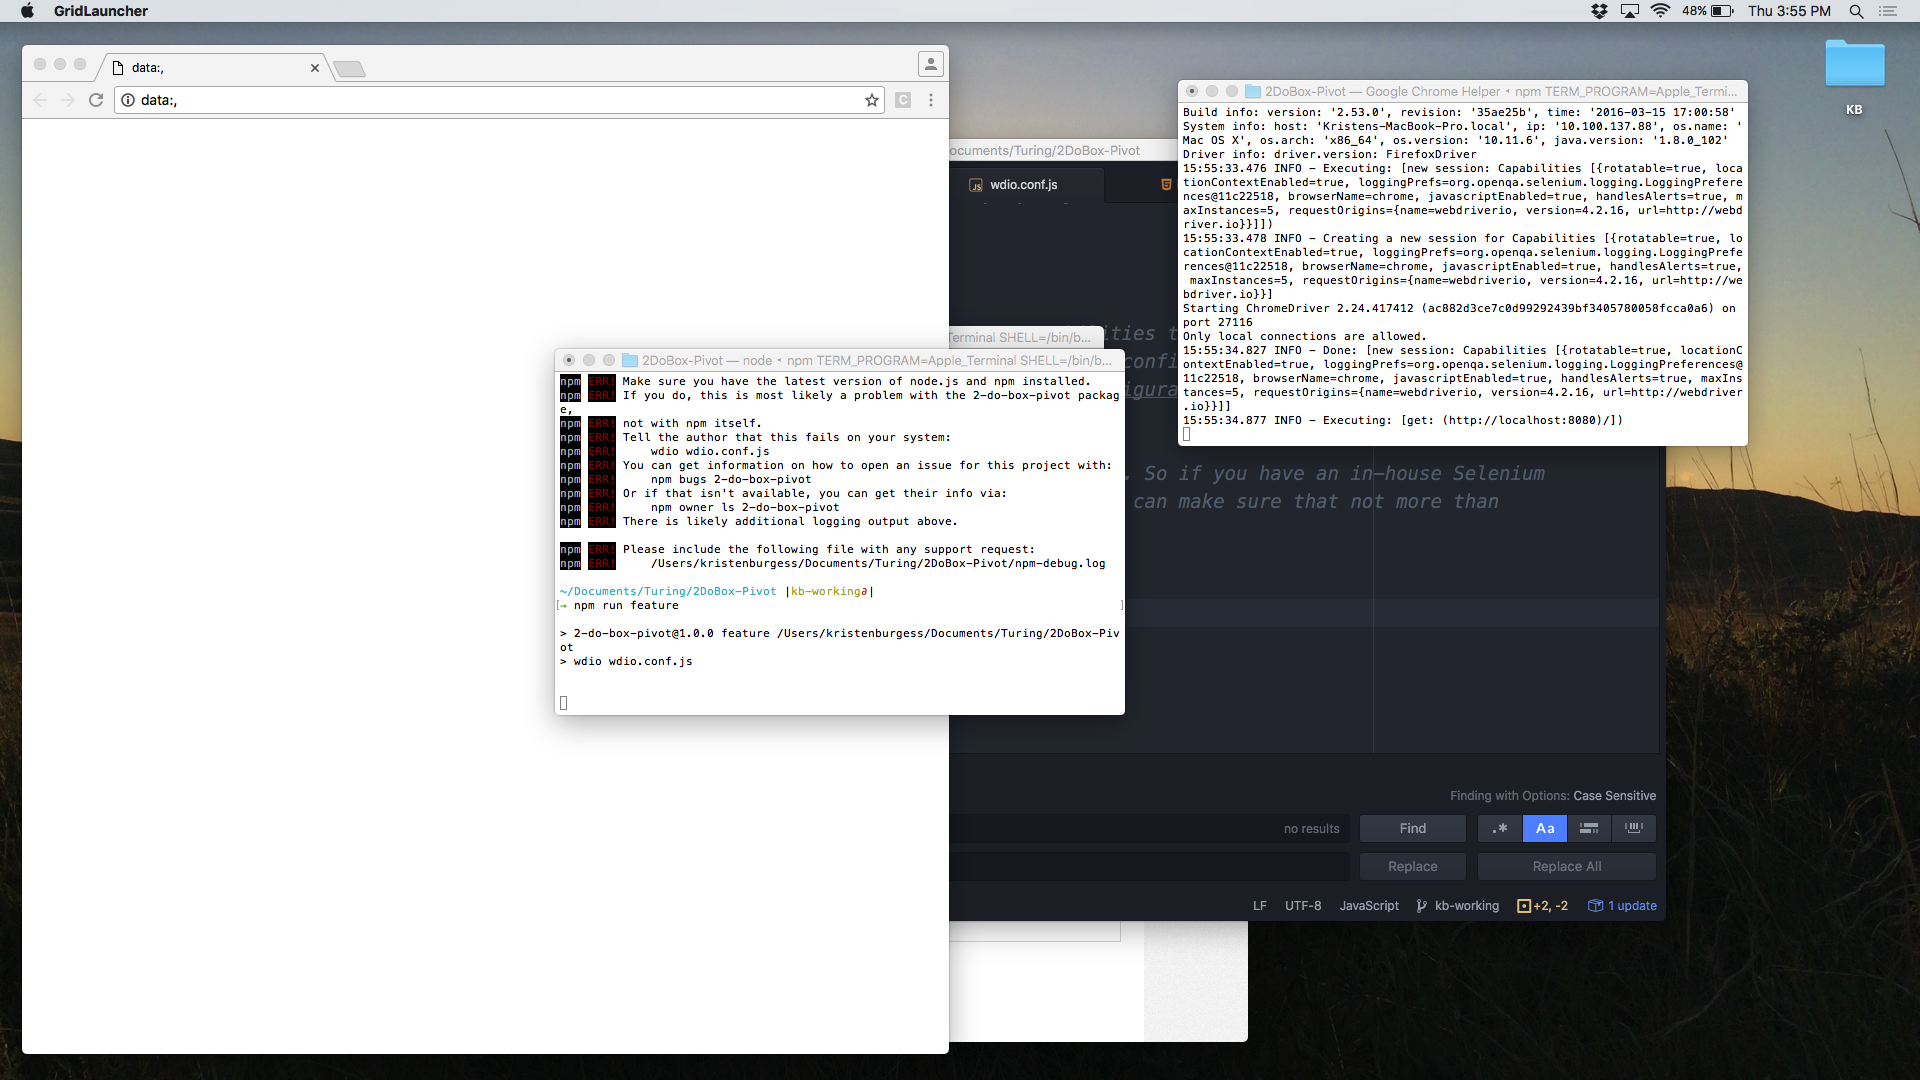 GridLauncher
48%
Thu 3:55 PM
data:,
data:,
C
KB
2DoBox-Pivot — Google Chrome Helper • npm TERM_PROGRAM=Apple_Termi...
Build info: version: '2.53.0', revision: '35ae25b', time: '2016-03-15 17:00:58'
System info: host: 'Kristens-MacBook-Pro.local', ip: '10.100.137.88', os.name: '
Mac OS X', os.arch: 'x86_64', os.version: '10.11.6', java.version: '1.8.0_102'
Driver info: driver.version: FirefoxDriver
15:55:33.476 INFO - Executing: [new session: Capabilities [{rotatable=true, loca
tionContextEnabled=true, loggingPrefs=org.openqa.selenium.logging.LoggingPrefere
nces@11c22518, browserName=chrome, javascriptEnabled=true, handlesAlerts=true, m
axInstances=5, requestOrigins={name=webdriverio, version=4.2.16, url=http://webd
river.io}}]])
15:55:33.478 INFO - Creating a new session for Capabilities [{rotatable=true, lo
cationContextEnabled=true, loggingPrefs=org.openqa.selenium.logging.LoggingPrefe
rences@11c22518, browserName=chrome, javascriptEnabled=true, handlesAlerts=true,
maxInstances=5, requestOrigins={name=webdriverio, version=4.2.16, url=http://we
bdriver.io}}]
Starting ChromeDriver 2.24.417412 (ac882d3ce7c0d99292439bf3405780058fcca0a6) on
port 27116
Only local connections are allowed.
15:55:34.827 INFO - Done: [new session: Capabilities [{rotatable=true, locationC
ontextEnabled=true, loggingPrefs=org.openqa.selenium.logging.LoggingPreferences@
11c22518, browserName=chrome, javascriptEnabled=true, handlesAlerts=true, maxIns
tances=5, requestOrigins={name=webdriverio, version=4.2.16, url=http://webdriver
.io}}]]
15:55:34.877 INFO - Executing: [get: (http://localhost:8080)/])
ocuments/Turing/2DoBox-Pivot
wdio.conf.js
Terminal SHELL=/bin/b...
ities t
confi
igura
. So if you have an in-house Selenium
can make sure that not more than
2DoBox-Pivot — node • npm TERM_PROGRAM=Apple_Terminal SHELL=/bin/b...
npm ERR! Make sure you have the latest version of node.js and npm installed.
npm ERR! If you do, this is most likely a problem with the 2-do-box-pivot packag
e,
npm ERR! not with npm itself.
npm ERR! Tell the author that this fails on your system:
npm ERR!     wdio wdio.conf.js
npm ERR! You can get information on how to open an issue for this project with:
npm ERR!     npm bugs 2-do-box-pivot
npm ERR! Or if that isn't available, you can get their info via:
npm ERR!     npm owner ls 2-do-box-pivot
npm ERR! There is likely additional logging output above.
npm ERR! Please include the following file with any support request:
npm ERR!     /Users/kristenburgess/Documents/Turing/2DoBox-Pivot/npm-debug.log
~/Documents/Turing/2DoBox-Pivot |kb-working∂|
[→ npm run feature ]
> 2-do-box-pivot@1.0.0 feature /Users/kristenburgess/Documents/Turing/2DoBox-Piv
ot
> wdio wdio.conf.js
Finding with Options: Case Sensitive
no results
Find
.*
Aa
Replace
Replace All
LF
UTF-8
JavaScript
kb-working
+2, -2
1 update